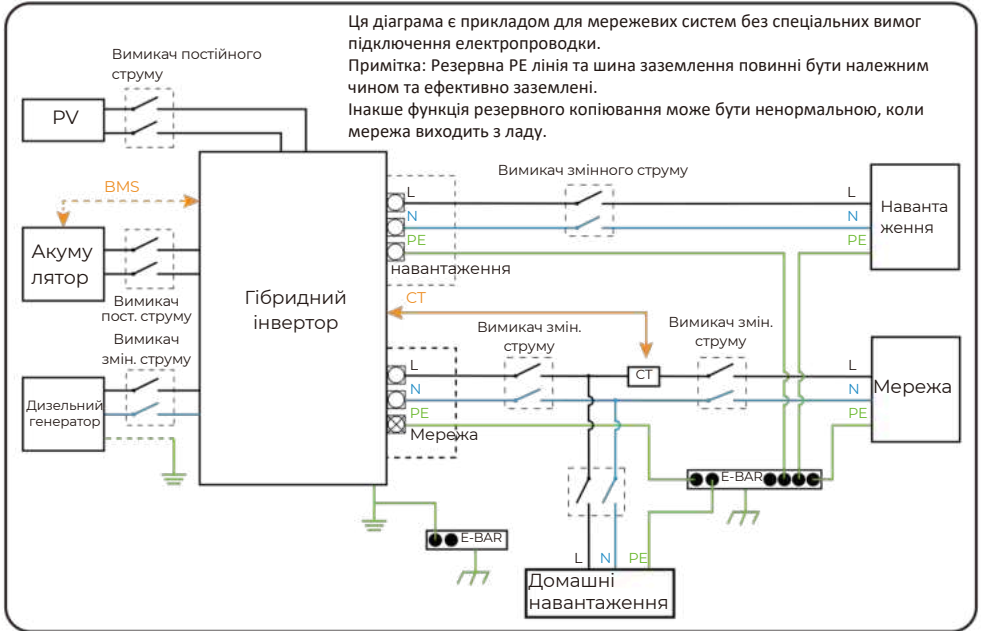 Ця діаграма є прикладом для мережевих систем без спеціальних вимог
підключення електропроводки.
Примітка: Резервна PE лінія та шина заземлення повинні бути належним
чином та ефективно заземлені.
Інакше функція резервного копіювання може бути ненормальною, коли
мережа виходить з ладу.
Вимикач постійного
струму
PV
BMS
Акуму
лятор
Вимикач
пост. струму
Вимикач
змін. струму
Дизельний
генератор
Гібридний
інвертор
L
N
PE
навантаження
Вимикач змінного струму
L
N
PE
Наванта
ження
CT
Вимикач змін.
струму
CT
Вимикач змін.
струму
L
N
PE
Мережа
L
N
PE
Мережа
E-BAR
E-BAR
L
N
PE
Домашні
навантаження